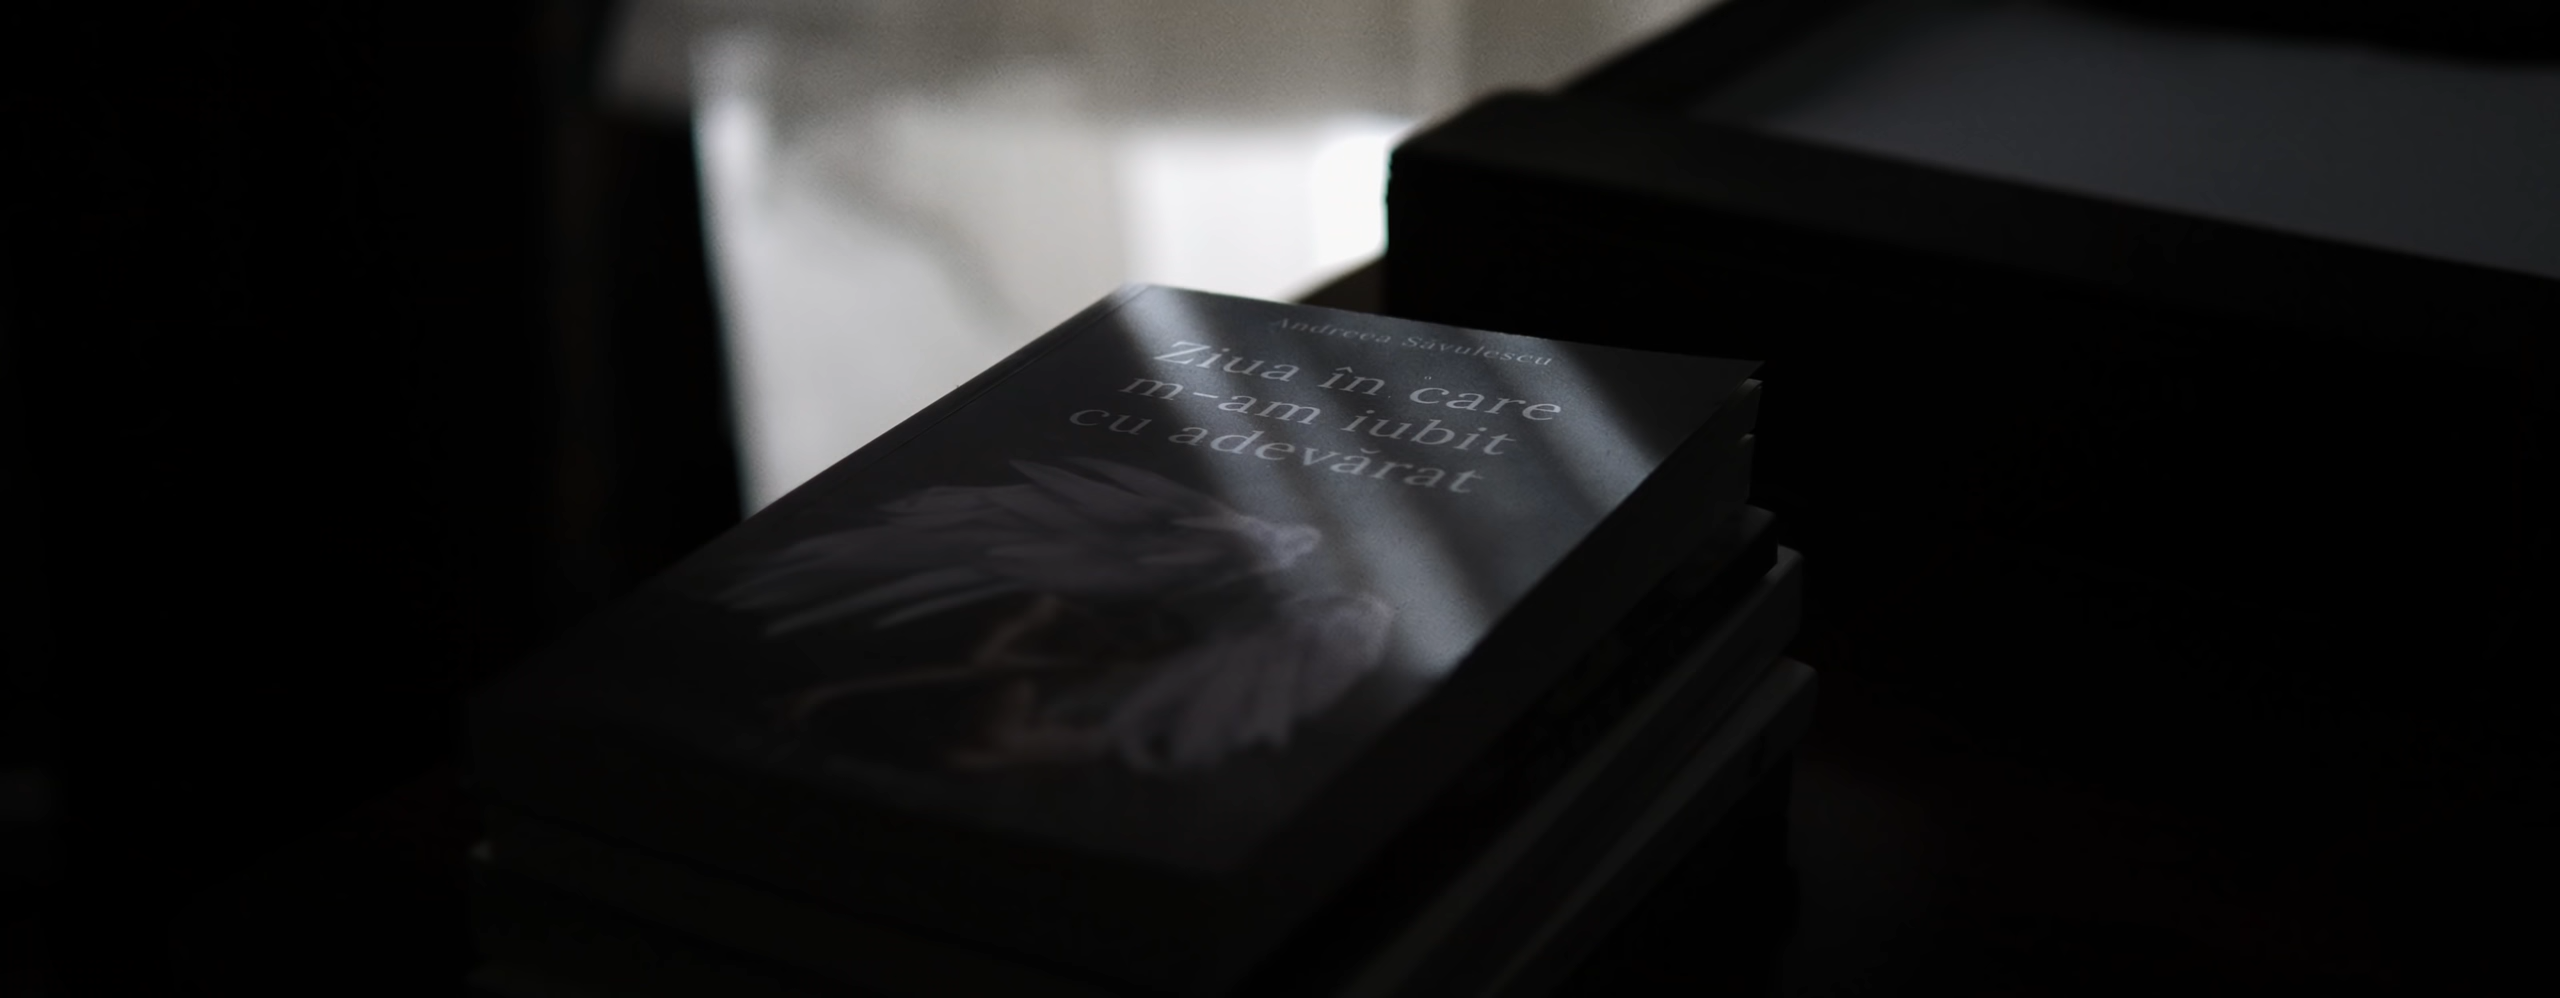 Andreea Săvulescu
Ziua în care
m-am iubit
cu adevărat